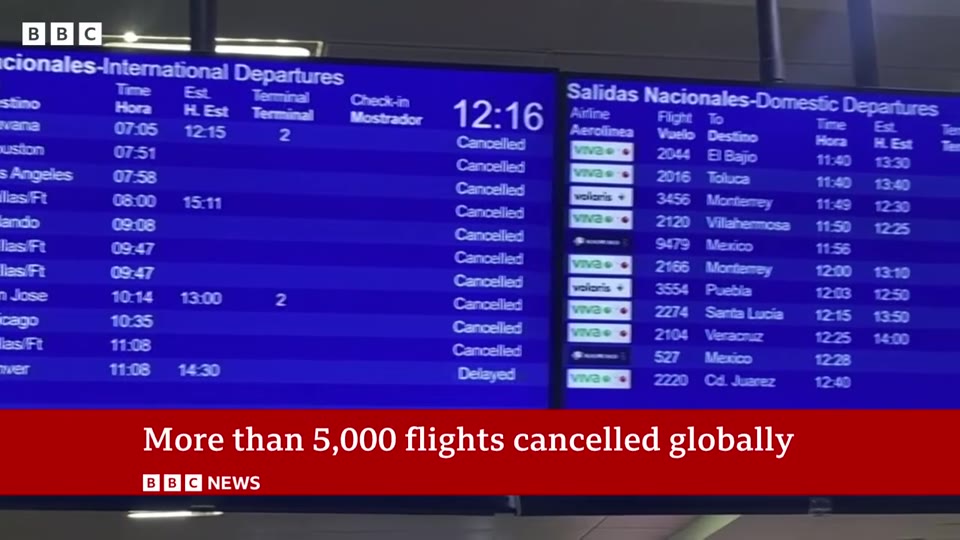 BBC
cionales-International Departures
Time Est. Terminal Check-in 12:16
estino Hora H. Est Terminal Mostrador
vana 07:05 12:15 2 Cancelled
ouston 07:51 Cancelled
s Angeles 07:58 Cancelled
llas/Ft 08:00 15:11 Cancelled
lando 09:08 Cancelled
llas/Ft 09:47 Cancelled
llas/Ft 09:47 Cancelled
n Jose 10:14 13:00 2 Cancelled
icago 10:35 Cancelled
llas/Ft 11:08 Cancelled
nver 11:08 14:30 Delayed
Salidas Nacionales-Domestic Departures
Airline Flight To Time Est.
Aerolínea Vuelo Destino Hora H. Est
viva 2044 El Bajio 11:40 13:30
viva 2016 Toluca 11:40 13:40
volaris 3456 Monterrey 11:49 12:30
viva 2120 Villahermosa 11:50 12:25
9479 Mexico 11:56
viva 2166 Monterrey 12:00 13:10
volaris 3554 Puebla 12:03 12:50
viva 2274 Santa Lucía 12:15 13:50
viva 2104 Veracruz 12:25 14:00
527 Mexico 12:28
viva 2220 Cd. Juarez 12:40
More than 5,000 flights cancelled globally
BBC NEWS